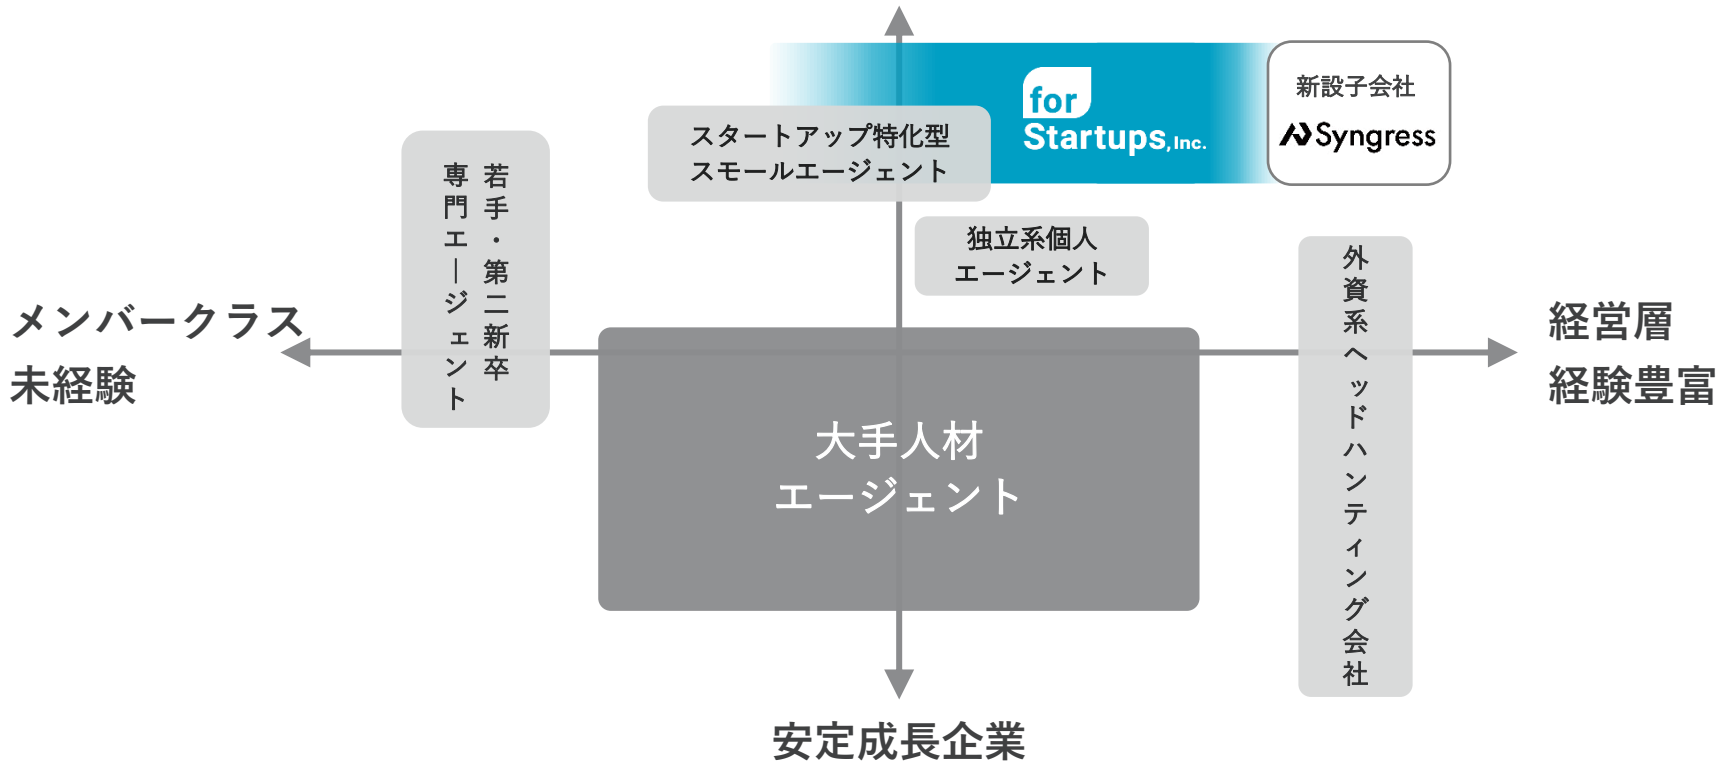 新設子会社
Syngress
for
Startups, Inc.
スタートアップ特化型
スモールエージェント
若手・第二新卒
専門エージェント
独立系個人
エージェント
外資系ヘッドハンティング会社
メンバークラス
未経験
経営層
経験豊富
大手人材
エージェント
安定成長企業